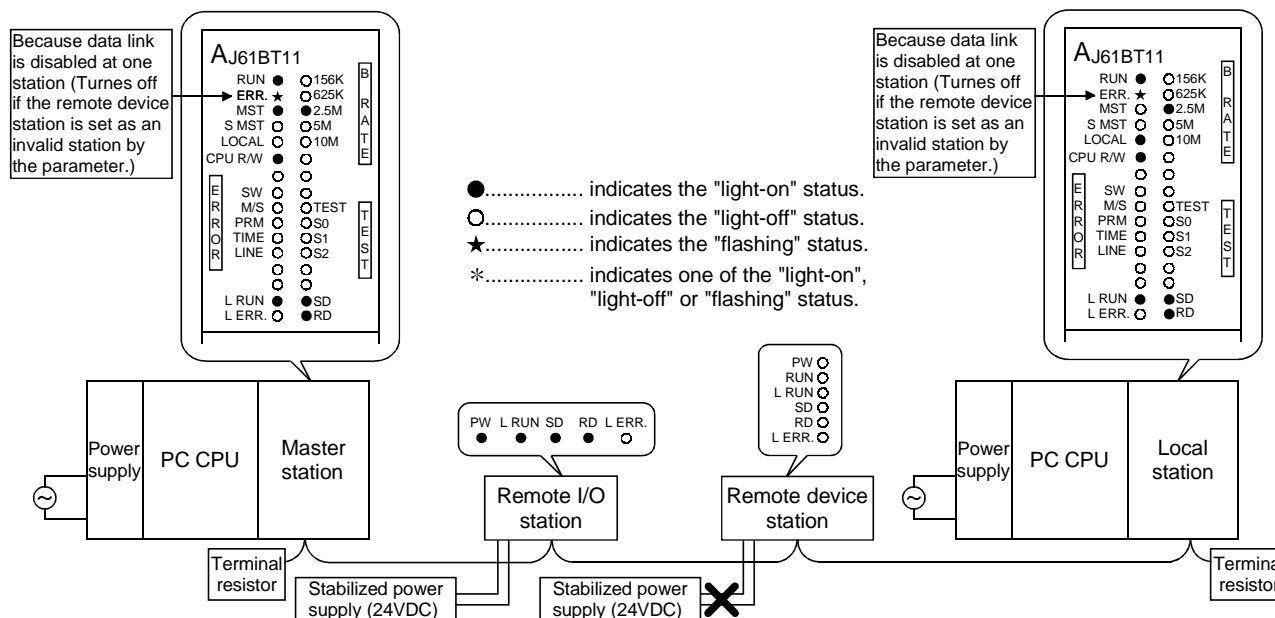 Because data link
is disabled at one
station (Turnes off
if the remote device
station is set as an
invalid station by
the parameter.)
AJ61BT11
RUN 156K
ERR. 625K
MST 2.5M
S MST 5M
LOCAL 10M
CPU R/W
B RATE
SW
M/S TEST
PRM S0
TIME S1
LINE S2
ERROR
TEST
L RUN SD
L ERR. RD
................. indicates the "light-on" status.
................. indicates the "light-off" status.
................. indicates the "flashing" status.
*................. indicates one of the "light-on",
"light-off" or "flashing" status.
Because data link
is disabled at one
station (Turnes off
if the remote device
station is set as an
invalid station by
the parameter.)
AJ61BT11
RUN 156K
ERR. 625K
MST 2.5M
S MST 5M
LOCAL 10M
CPU R/W
B RATE
SW
M/S TEST
PRM S0
TIME S1
LINE S2
ERROR
TEST
L RUN SD
L ERR. RD
Power
supply
PC CPU
Master
station
PW L RUN SD RD L ERR.
Remote I/O
station
PW
RUN
L RUN
SD
RD
L ERR.
Remote device
station
Power
supply
PC CPU
Local
station
Terminal
resistor
Stabilized power
supply (24VDC)
Stabilized power
supply (24VDC)
Termina
resistor